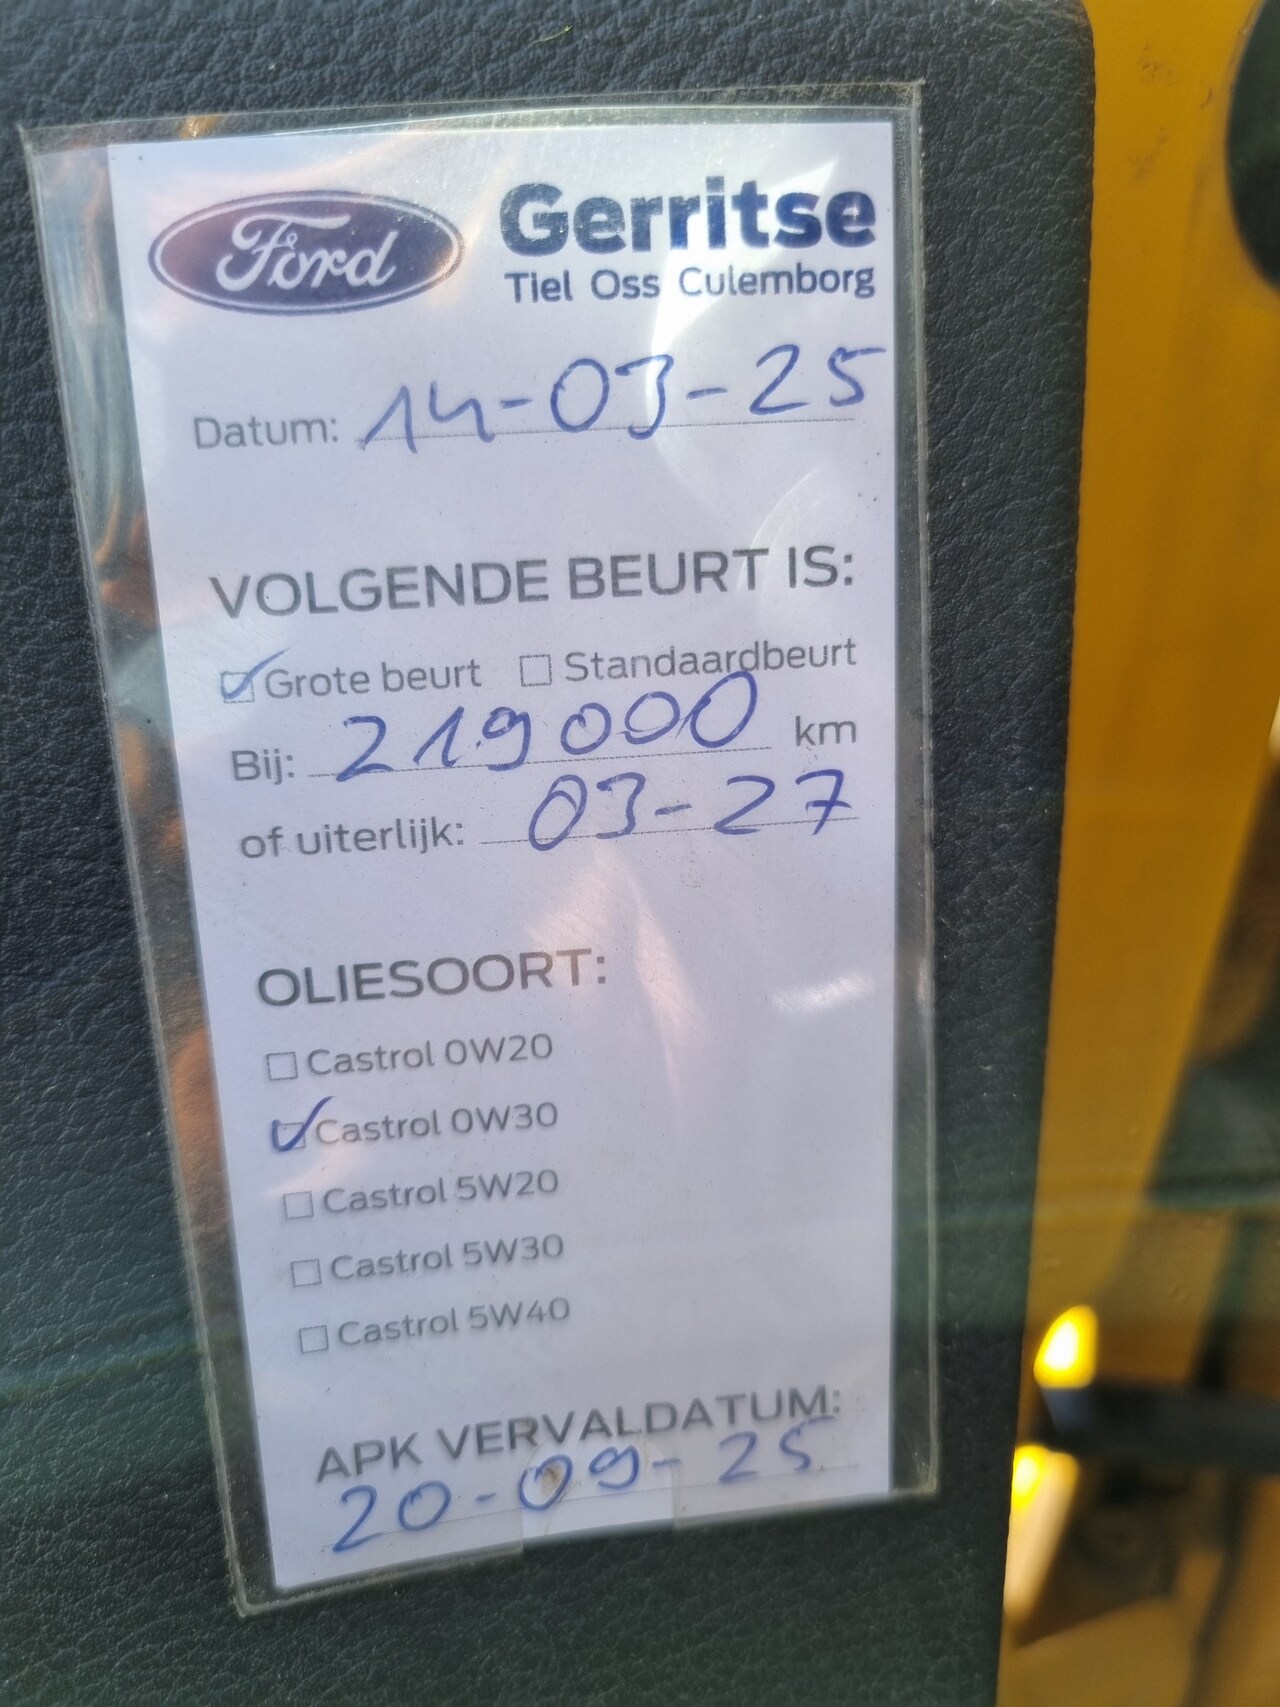 Ford
Gerritse
Tiel Oss Culemborg
Datum: 14-03-25
VOLGENDE BEURT IS:
Grote beurt Standaardbeurt
Bij: 219000 km
of uiterlijk: 03-27
OLIESOORT:
Castrol 0W20
Castrol 0W30
Castrol 5W20
Castrol 5W30
Castrol 5W40
APK VERVALDATUM:
20-09-25